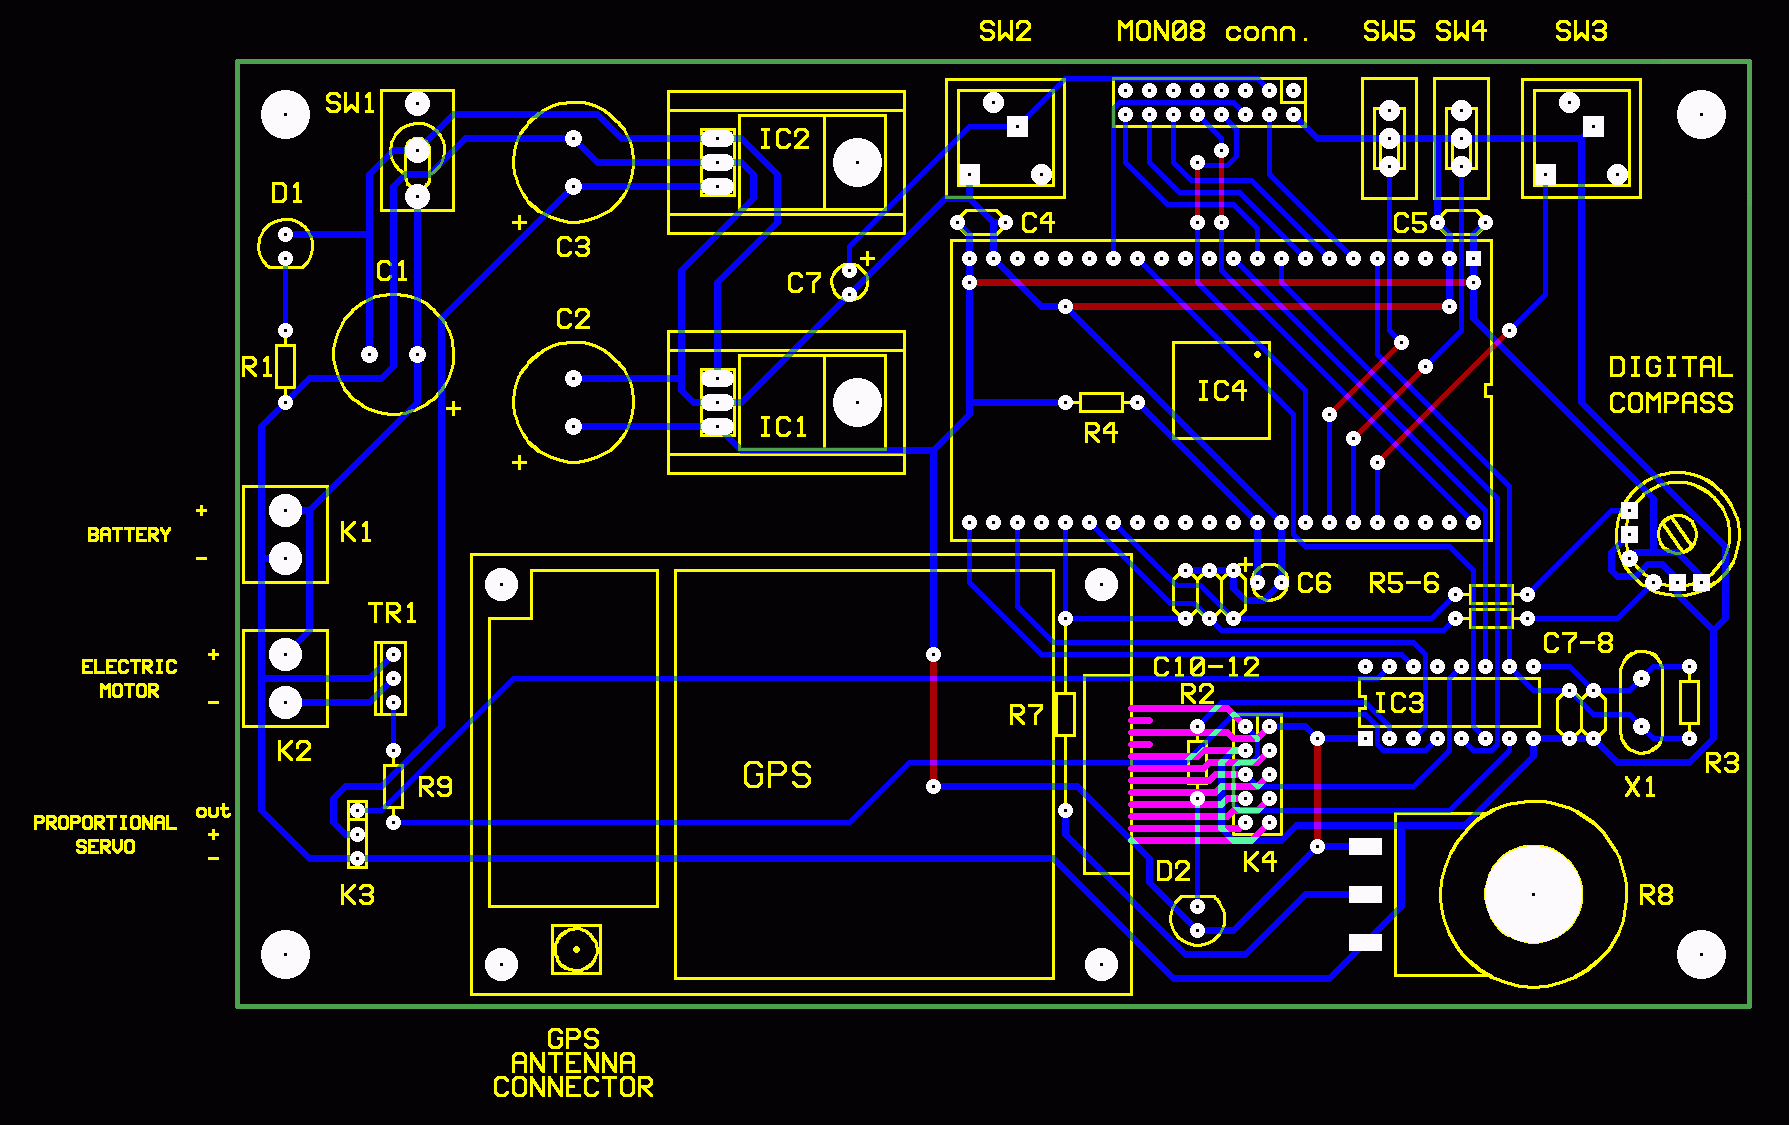 SW2 MON08 conn. SW5 SW4 SW3
SW1
IC2
D1
+ C4 C5
C3
+
C1 C7
C2
R1 DIGITAL
IC4
COMPASS
+
IC1 R4
+
+
BATTERY K1
-
+ C6 R5-6
TR1
C7-8
+
ELECTRIC C10-12
MOTOR R2
- R7 IC3
K2
GPS R3
R9 X1
out
PROPORTIONAL +
SERVO
- K4
D2
K3 R8
GPS
ANTENNA
CONNECTOR